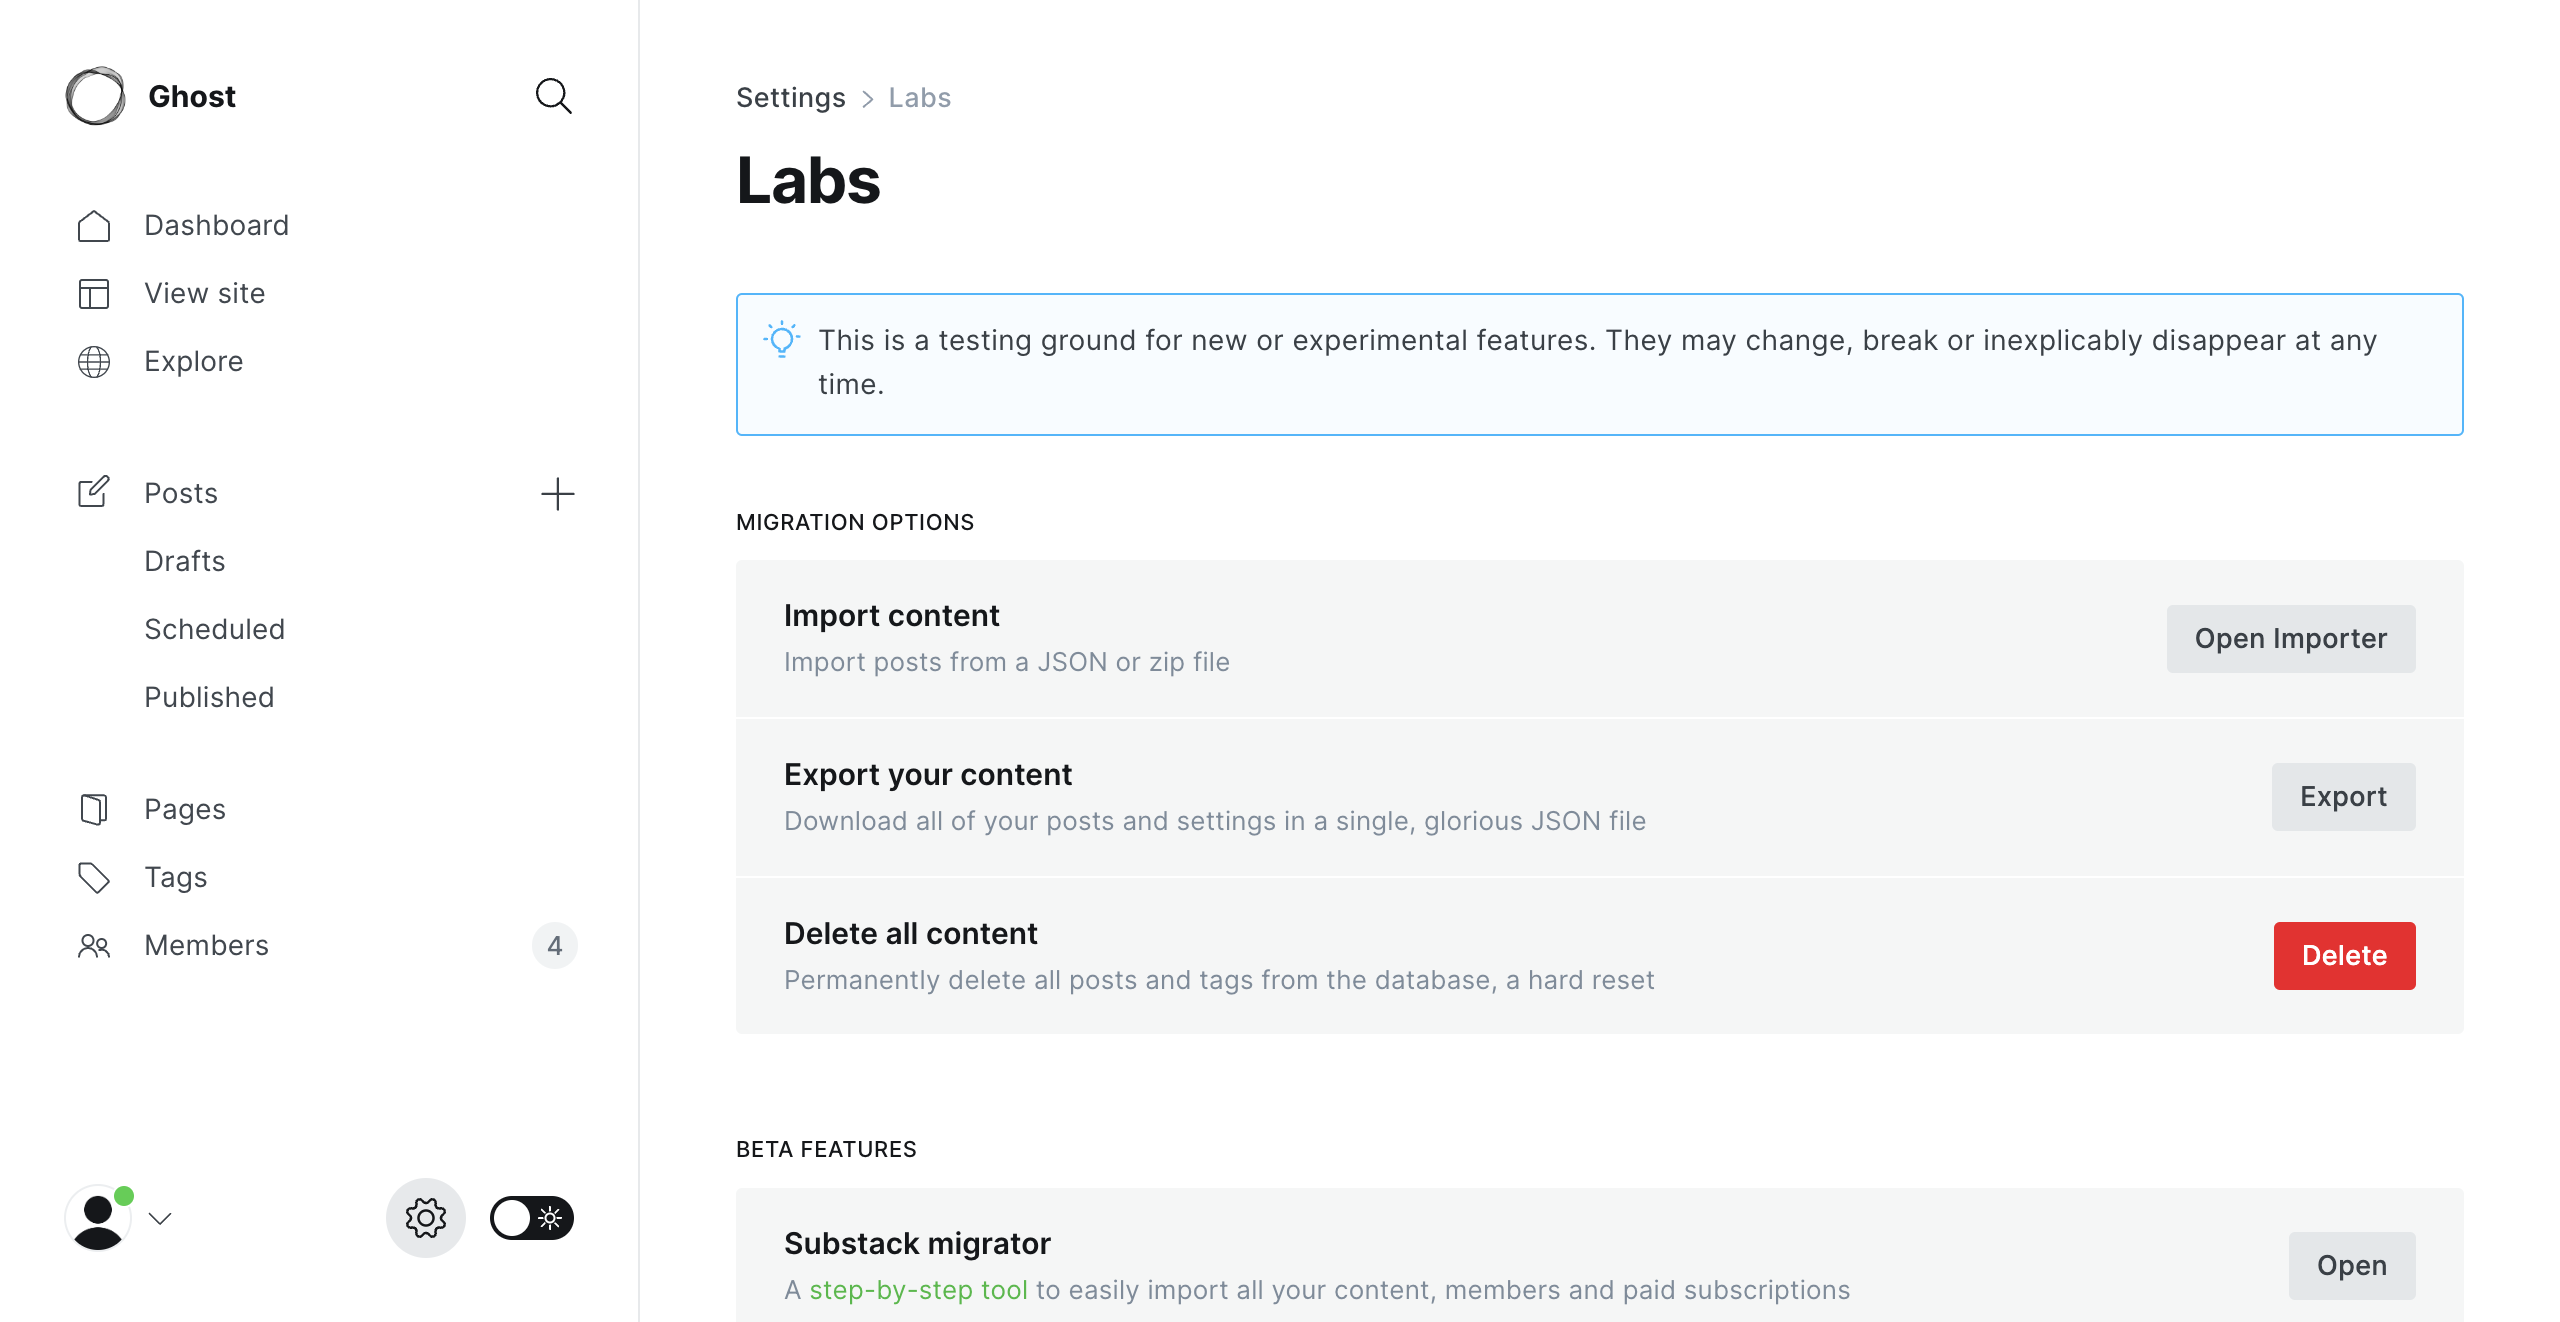 Ghost
Dashboard
View site
Explore
Posts
Drafts
Scheduled
Published
Pages
Tags
Members
4
Settings > Labs
Labs
This is a testing ground for new or experimental features. They may change, break or inexplicably disappear at any
time.
MIGRATION OPTIONS
Import content
Import posts from a JSON or zip file
Open Importer
Export your content
Download all of your posts and settings in a single, glorious JSON file
Export
Delete all content
Permanently delete all posts and tags from the database, a hard reset
Delete
BETA FEATURES
Substack migrator
A step-by-step tool to easily import all your content, members and paid subscriptions
Open